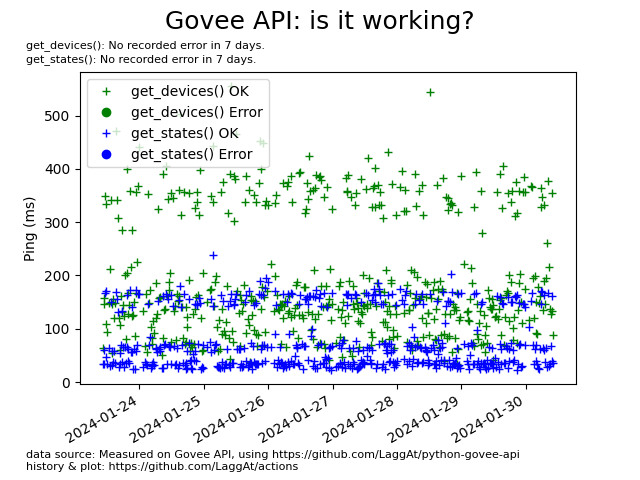 Govee API: is it working?
get_devices(): No recorded error in 7 days.
get_states(): No recorded error in 7 days.
get_devices() OK
get_devices() Error
get_states() OK
get_states() Error
Ping (ms)
500
400
300
200
100
0
2024-01-24
2024-01-25
2024-01-26
2024-01-27
2024-01-28
2024-01-29
2024-01-30
data source: Measured on Govee API, using https://github.com/LaggAt/python-govee-api
history & plot: https://github.com/LaggAt/actions